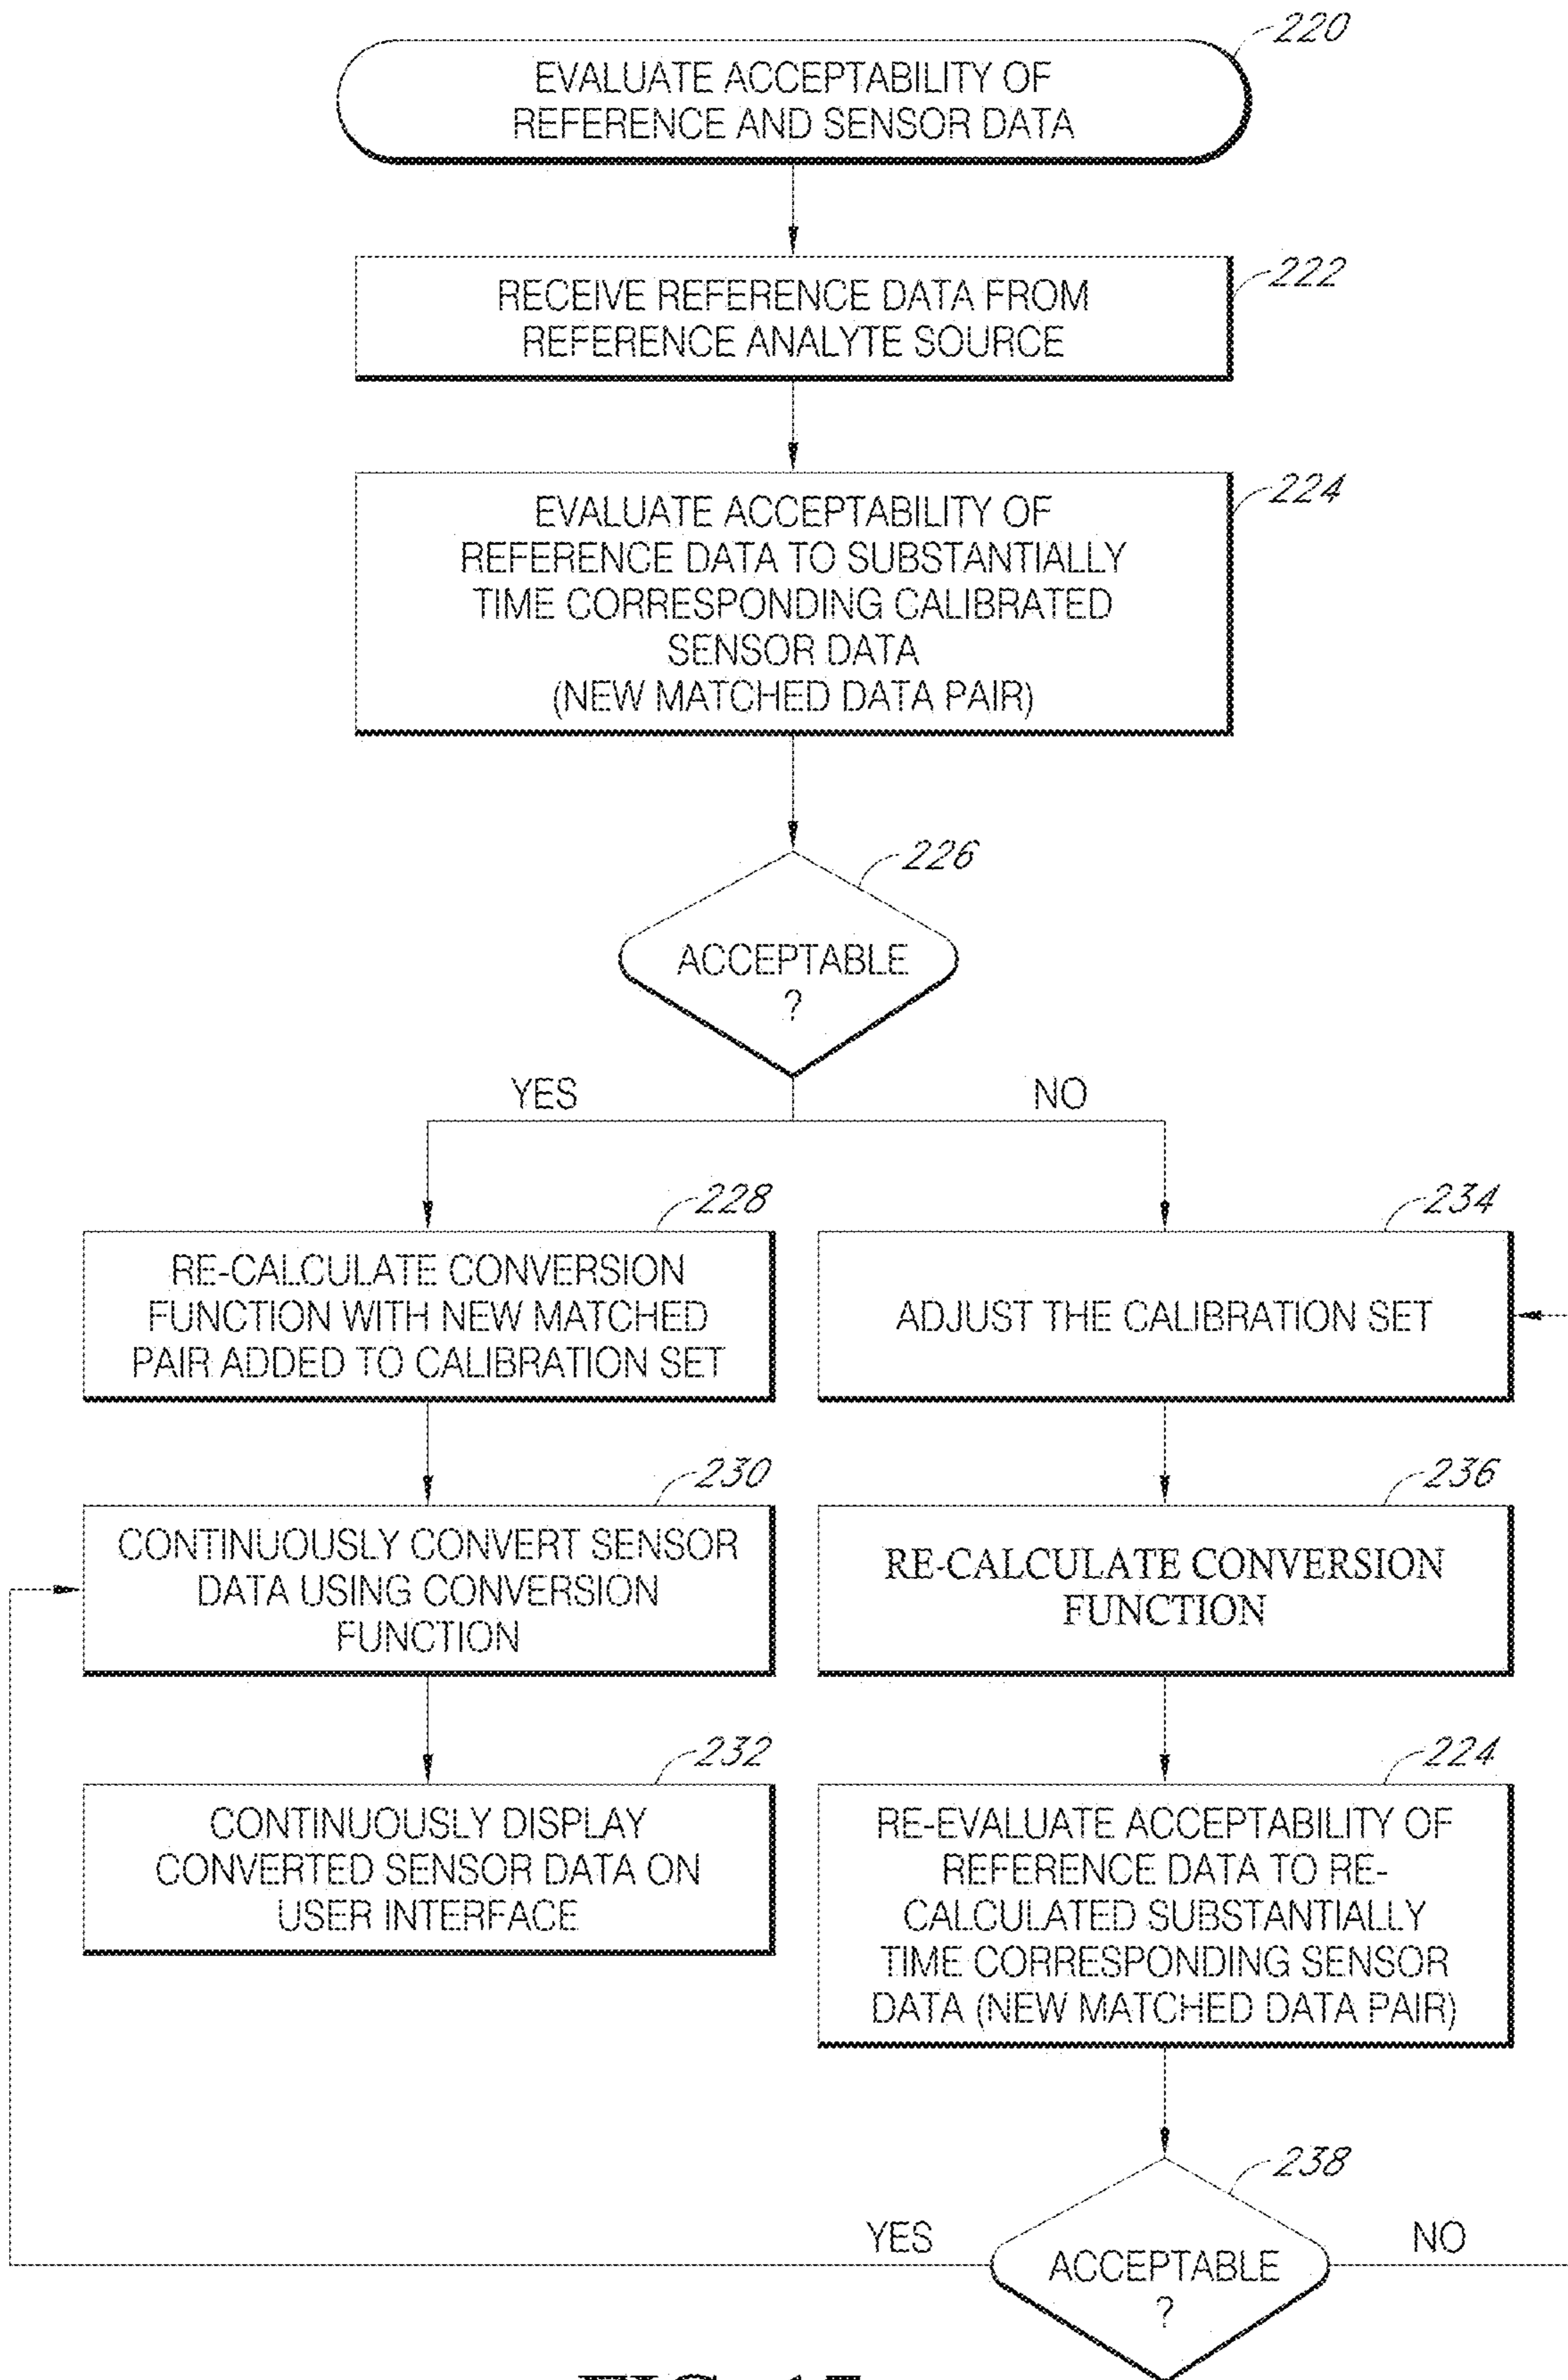 220
EVALUATE ACCEPTABILITY OF
REFERENCE AND SENSOR DATA
222
RECEIVE REFERENCE DATA FROM
REFERENCE ANALYTE SOURCE
224
EVALUATE ACCEPTABILITY OF
REFERENCE DATA TO SUBSTANTIALLY
TIME CORRESPONDING CALIBRATED
SENSOR DATA
(NEW MATCHED DATA PAIR)
226
ACCEPTABLE
?
YES
NO
228
RE-CALCULATE CONVERSION
FUNCTION WITH NEW MATCHED
PAIR ADDED TO CALIBRATION SET
230
CONTINUOUSLY CONVERT SENSOR
DATA USING CONVERSION
FUNCTION
232
CONTINUOUSLY DISPLAY
CONVERTED SENSOR DATA ON
USER INTERFACE
234
ADJUST THE CALIBRATION SET
236
RE-CALCULATE CONVERSION
FUNCTION
224
RE-EVALUATE ACCEPTABILITY OF
REFERENCE DATA TO RE-
CALCULATED SUBSTANTIALLY
TIME CORRESPONDING SENSOR
DATA (NEW MATCHED DATA PAIR)
238
YES
ACCEPTABLE
?
NO